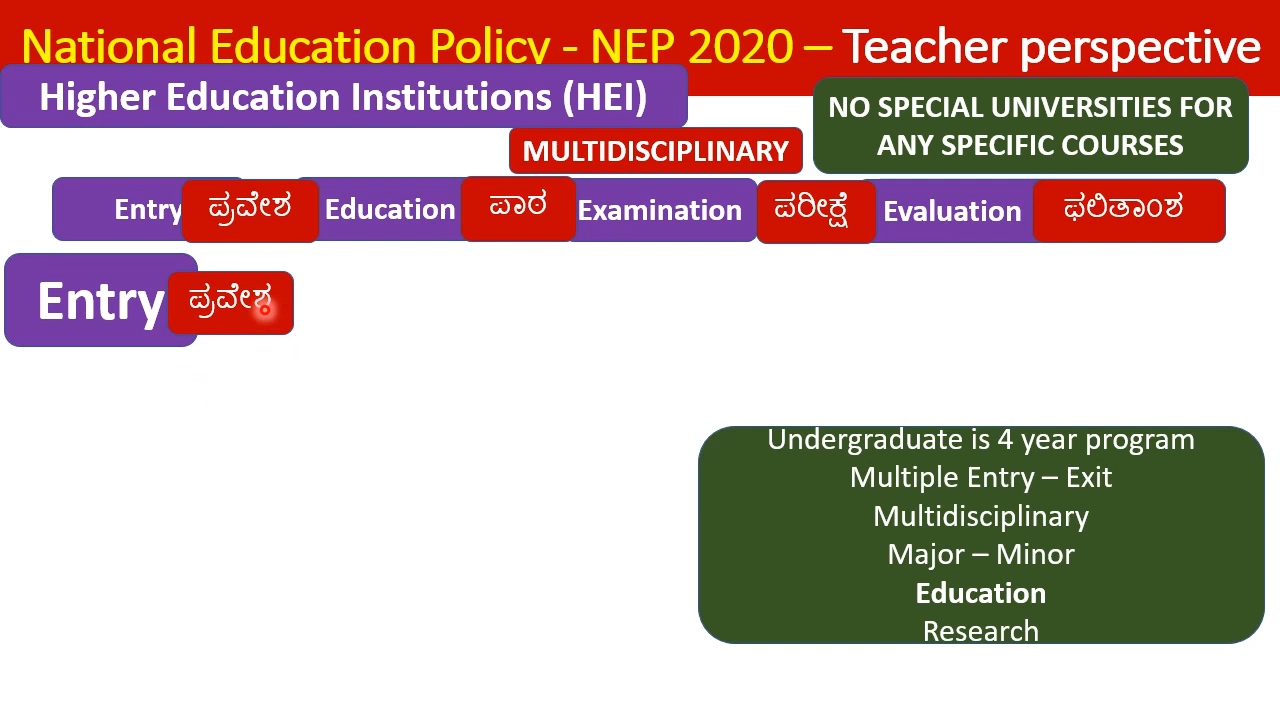 National Education Policy - NEP 2020 – Teacher perspective
Higher Education Institutions (HEI)
NO SPECIAL UNIVERSITIES FOR
ANY SPECIFIC COURSES
MULTIDISCIPLINARY
Entry ಪ್ರವೇಶ Education ಪಾಠ Examination ಪರೀಕ್ಷೆ Evaluation ಫಲಿತಾಂಶ
Entry ಪ್ರವೇಶ
Undergraduate is 4 year program
Multiple Entry – Exit
Multidisciplinary
Major – Minor
Education
Research